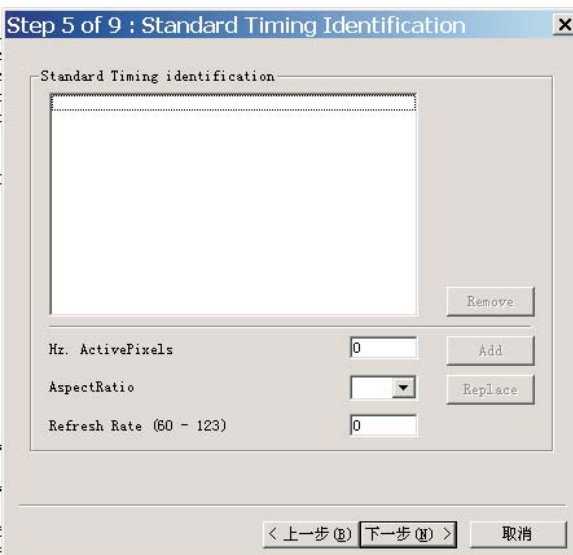 Step 5 of 9 : Standard Timing Identification
Standard Timing identification
Remove
Hz. ActivePixels
0
Add
AspectRatio
Replace
Refresh Rate (60 - 123)
0
< 上一步(B)
下一步(N) >
取消